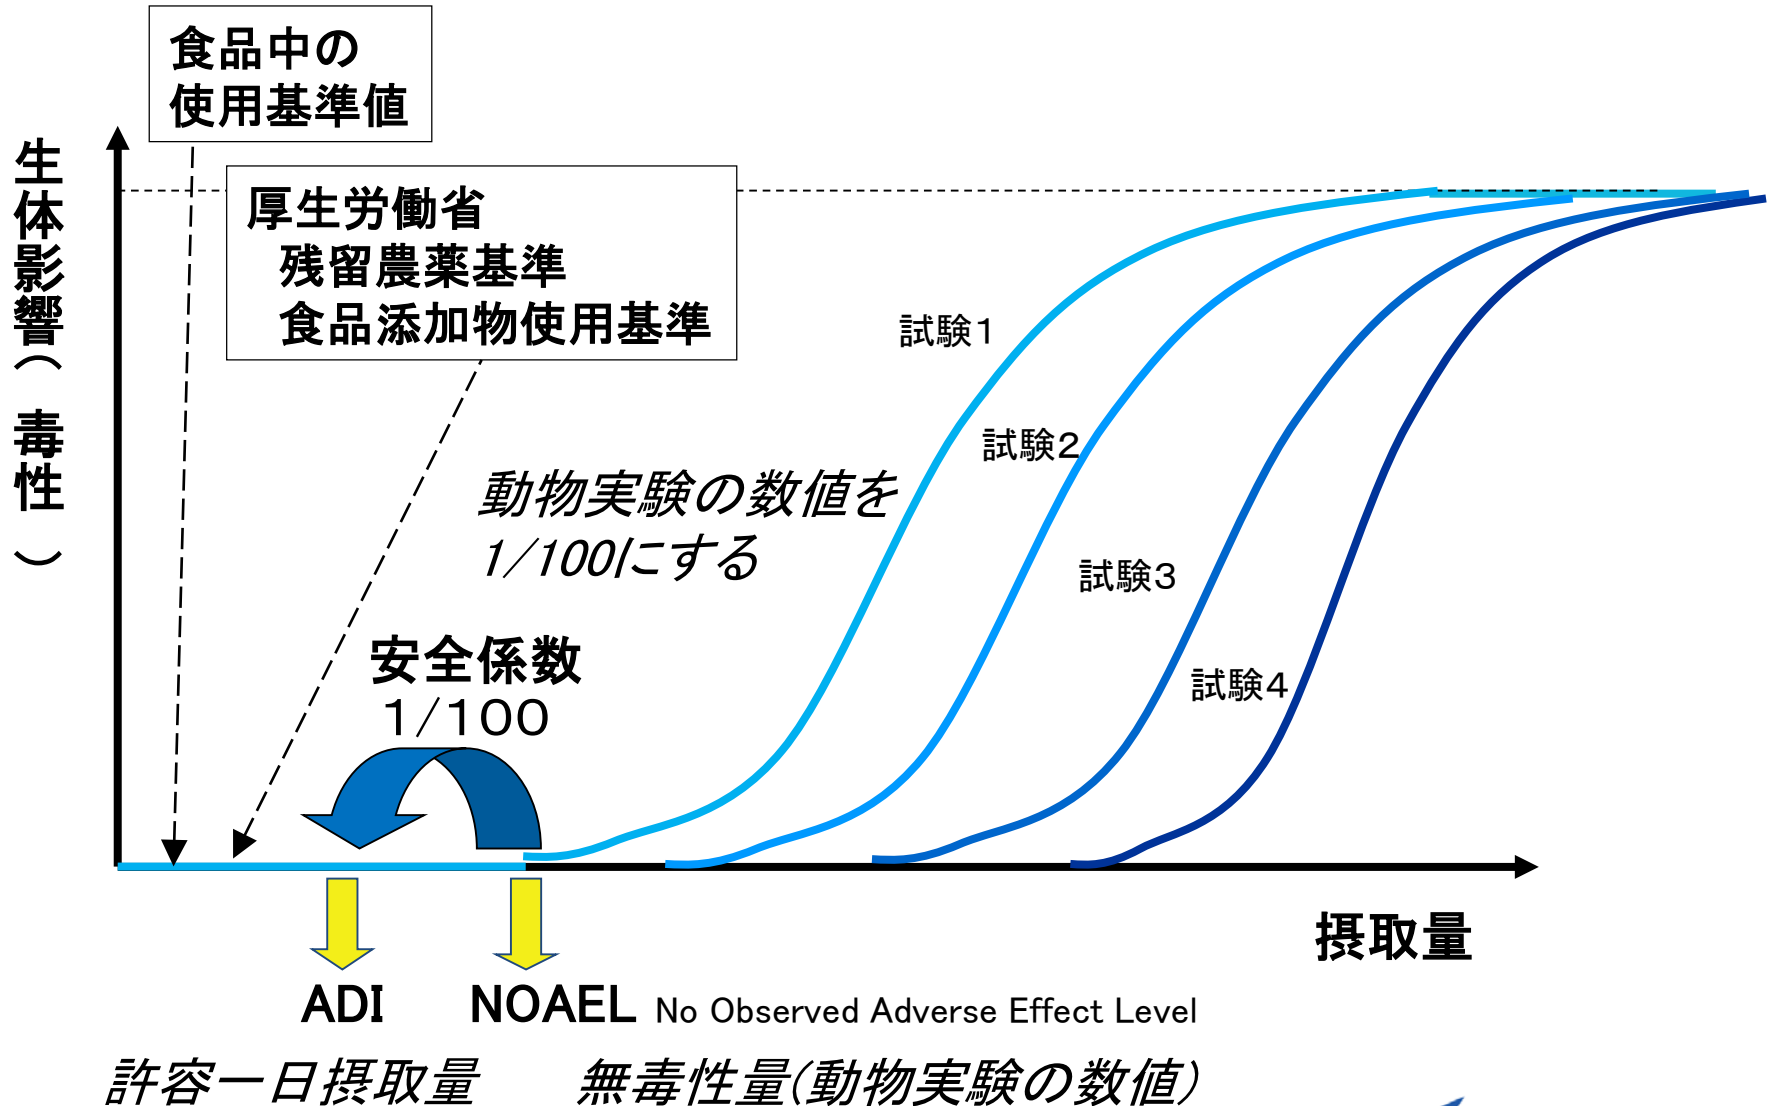 食品中の
使用基準値
生体影響（毒性）
厚生労働省
残留農薬基準
食品添加物使用基準
試験1
試験2
動物実験の数値を
1/100にする
試験3
安全係数
1/100
試験4
摂取量
ADI
NOAEL No Observed Adverse Effect Level
許容一日摂取量
無毒性量(動物実験の数値)